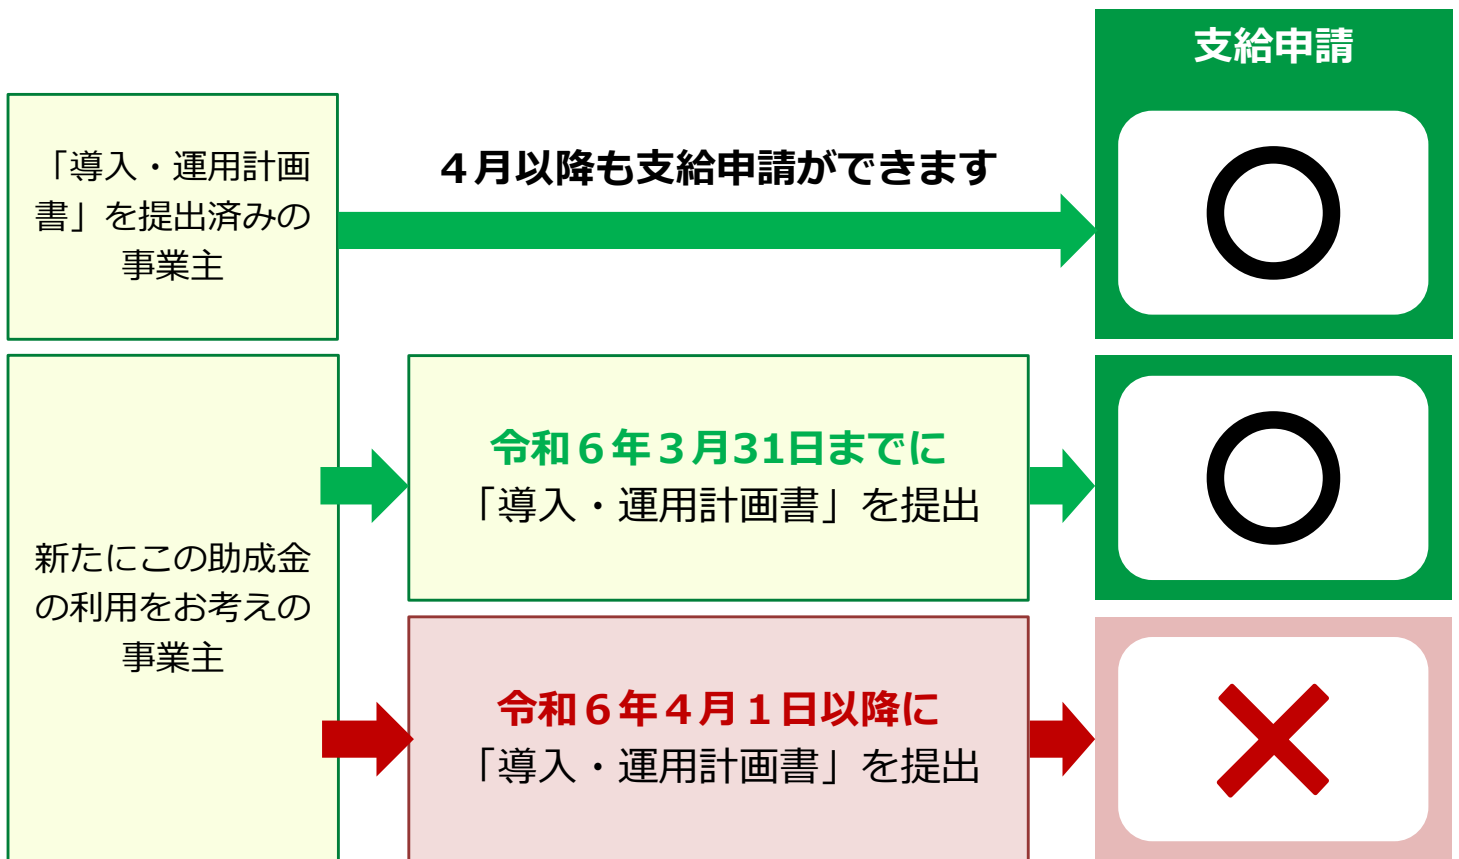 支給申請
「導入・運用計画
書」を提出済みの
事業主
４月以降も支給申請ができます
新たにこの助成金
の利用をお考えの
事業主
令和６年３月31日までに
「導入・運用計画書」を提出
令和６年４月１日以降に
「導入・運用計画書」を提出